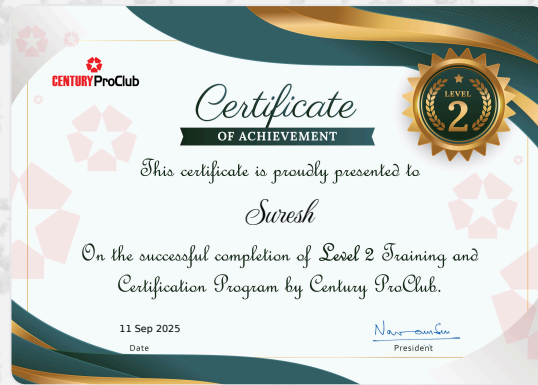 CENTURY ProClub
Certificate
OF ACHIEVEMENT
LEVEL
2
This certificate is proudly presented to
Suresh
On the successful completion of Level 2 Training and
Certification Program by Century ProClub.
11 Sep 2025
Date
President